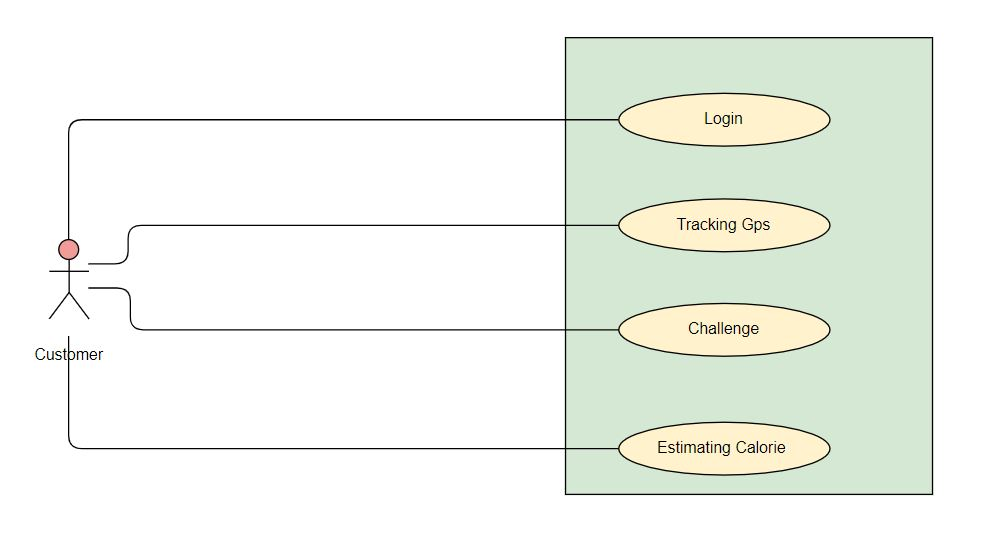 Login
Tracking Gps
Challenge
Customer
Estimating Calorie